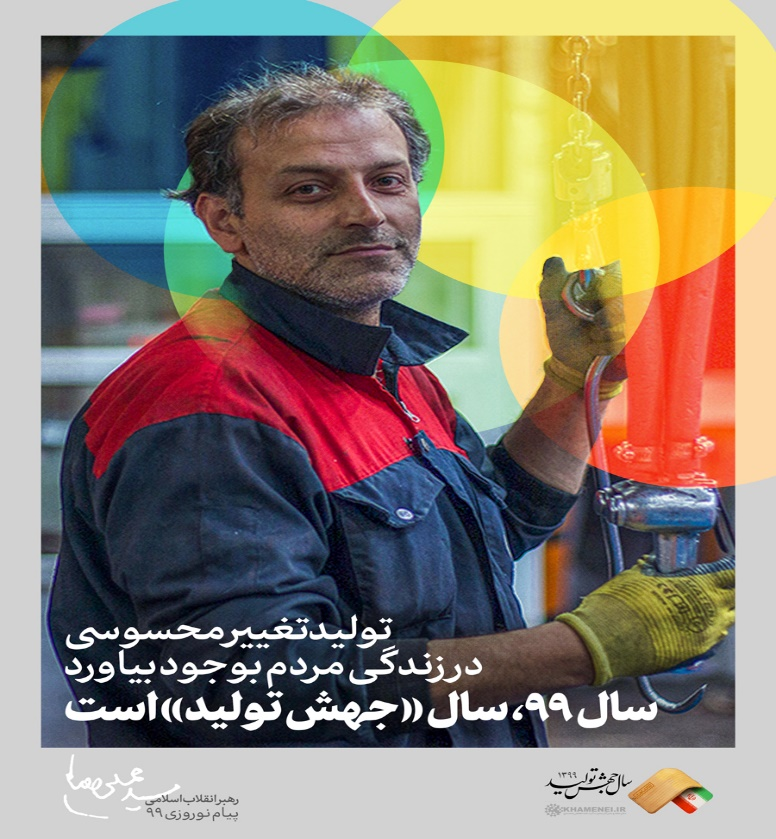 تولید تغییر محسوسی
در زندگی مردم بوجود بیاورد
سال ۹۹، سال «جهش تولید» است
رهبر انقلاب اسلامی
پیام نوروزی ۹۹
سال جهش تولید
۱۳۹۹
KHAMENEI.IR